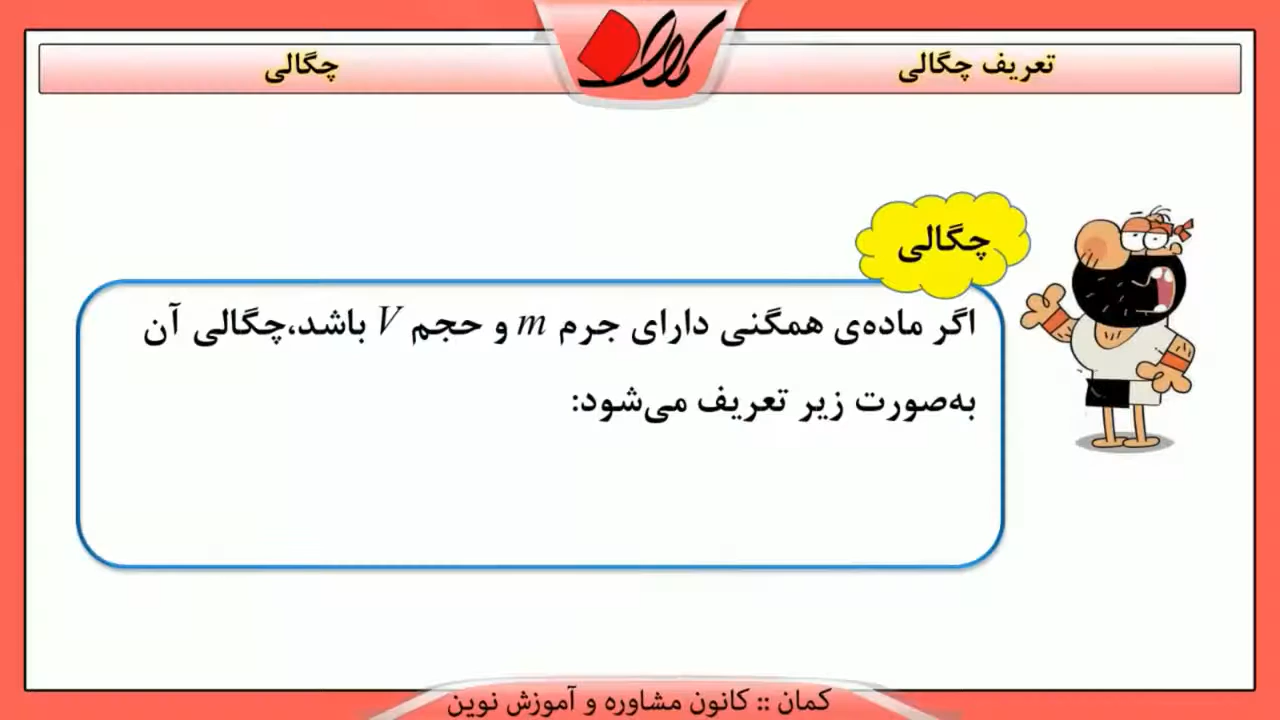 تعریف چگالی
کمان
چگالی
چگالی
اگر ماده‌ی همگنی دارای جرم m و حجم V باشد،چگالی آن
به‌صورت زیر تعریف می‌شود:
کمان :: کانون مشاوره و آموزش نوین